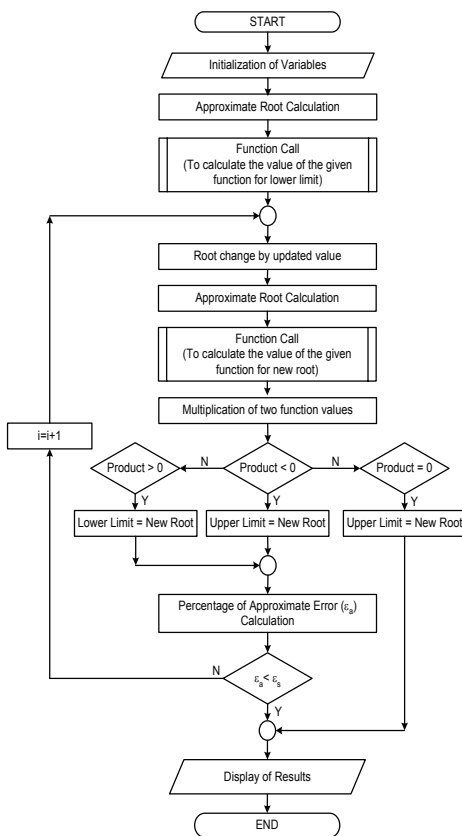 START
Initialization of Variables
Approximate Root Calculation
Function Call
(To calculate the value of the given
function for lower limit)
Root change by updated value
Approximate Root Calculation
Function Call
(To calculate the value of the given
function for new root)
Multiplication of two function values
i=i+1
Product > 0
N
Product < 0
N
Product = 0
Y
Y
Y
Lower Limit = New Root
Upper Limit = New Root
Upper Limit = New Root
Percentage of Approximate Error (εa)
Calculation
N
εa< εs
Y
Display of Results
END